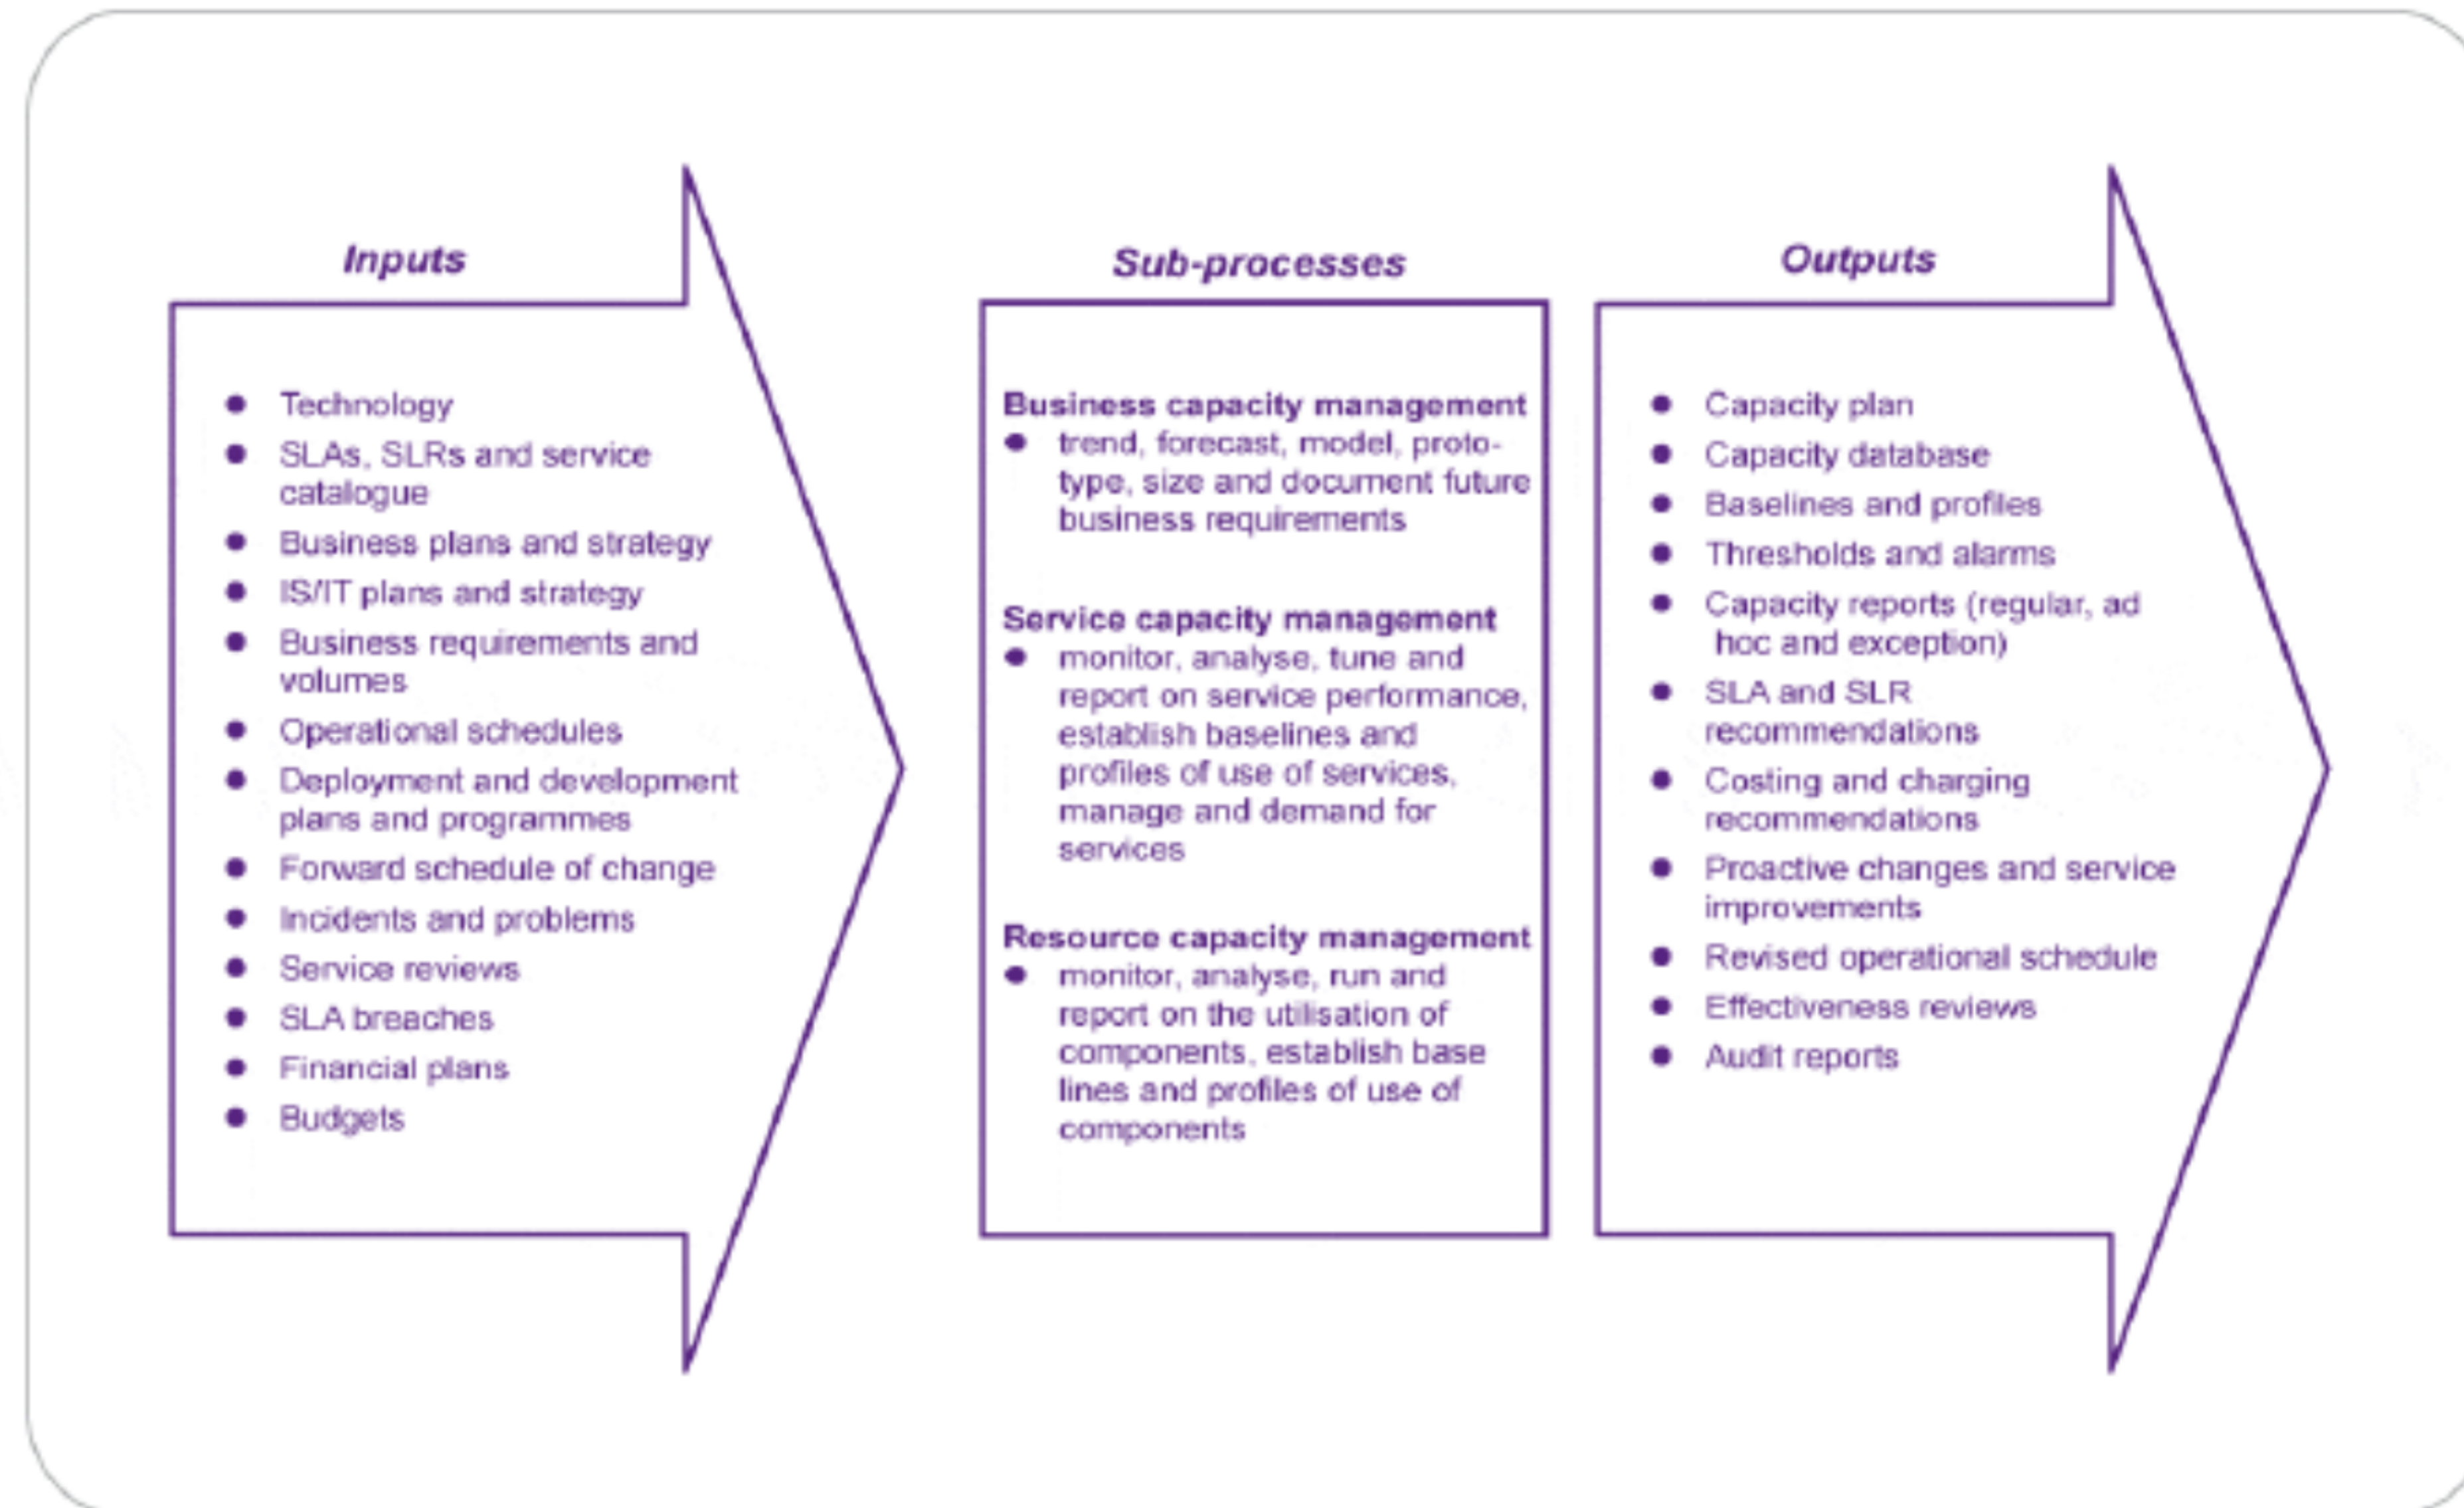 Inputs
Technology
SLAs, SLRs and service
catalogue
Business plans and strategy
IS/IT plans and strategy
Business requirements and
volumes
Operational schedules
Deployment and development
plans and programmes
Forward schedule of change
Incidents and problems
Service reviews
SLA breaches
Financial plans
Budgets
Sub-processes
Business capacity management
trend, forecast, model, proto-
type, size and document future
business requirements
Service capacity management
monitor, analyse, tune and
report on service performance,
establish baselines and
profiles of use of services,
manage and demand for
services
Resource capacity management
monitor, analyse, run and
report on the utilisation of
components, establish base
lines and profiles of use of
components
Outputs
Capacity plan
Capacity database
Baselines and profiles
Thresholds and alarms
Capacity reports (regular, ad
hoc and exception)
SLA and SLR
recommendations
Costing and charging
recommendations
Proactive changes and service
improvements
Revised operational schedule
Effectiveness reviews
Audit reports